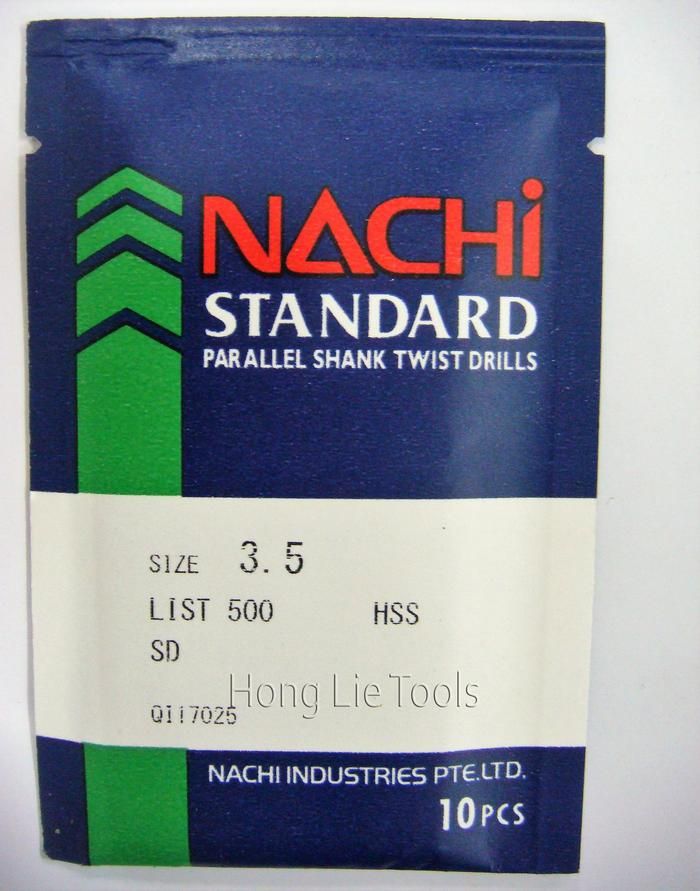 NACHi
STANDARD
PARALLEL SHANK TWIST DRILLS
SIZE 3.5
LIST 500 HSS
SD
Hong Lie Tools
QI17025
NACHI INDUSTRIES PTE.LTD.
10PCS